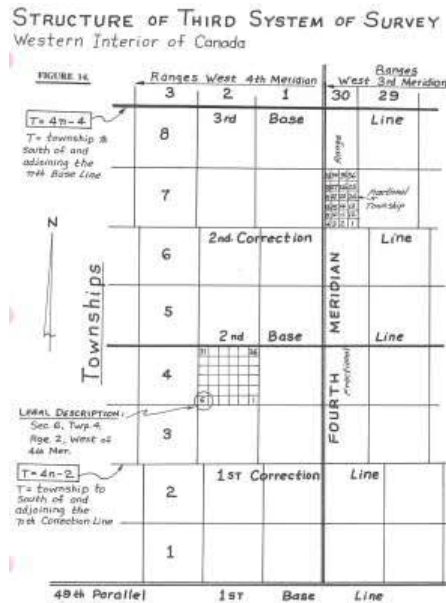 STRUCTURE OF THIRD SYSTEM OF SURVEY
Western Interior of Canada
FIGURE 14.
Ranges West 4th Meridian
Ranges
West 3rd Meridian
3 2 1 30 29
T = 4n-4
T = township to
South of and
adjoining the
nth Base Line
8 3rd Base Line
Range
7
Fractional
Township
N
Townships
6 2nd Correction Line
5
2nd Base Line
FOURTH MERIDIAN
Fractional
4
31 36
6 1
LEGAL DESCRIPTION:
Sec. 6, Twp. 4,
Rge. 2, West of
4th Mer.
3
T = 4n-2
T = township to
South of and
adjoining the
nth Correction Line
2 1ST Correction Line
1
49th Parallel 1ST Base Line